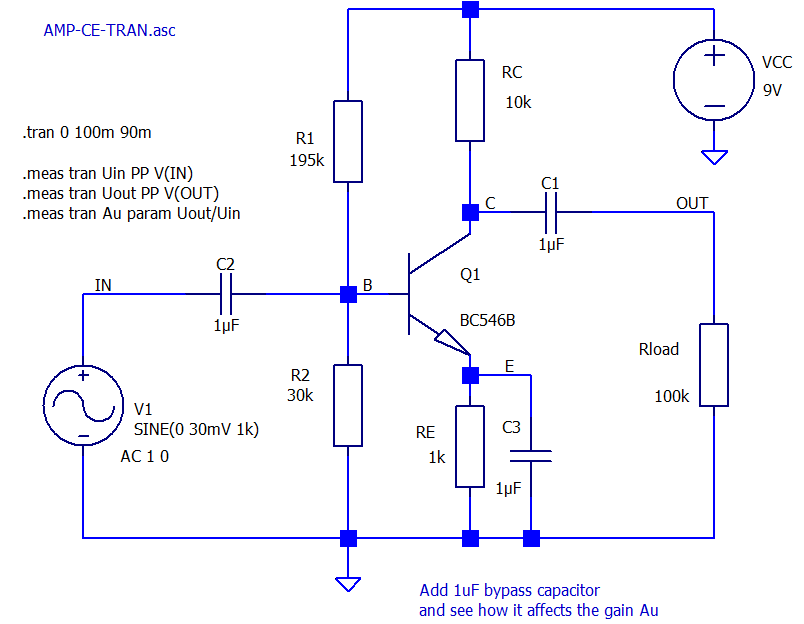 AMP-CE-TRAN.asc
.tran 0 100m 90m
.meas tran Uin PP V(IN)
.meas tran Uout PP V(OUT)
.meas tran Au param Uout/Uin
R1
195k
RC
10k
VCC
9V
C1
1µF
C
OUT
IN
C2
1µF
B
Q1
BC546B
E
R2
30k
V1
SINE(0 30mV 1k)
AC 1 0
RE
1k
C3
1µF
Rload
100k
Add 1uF bypass capacitor
and see how it affects the gain Au